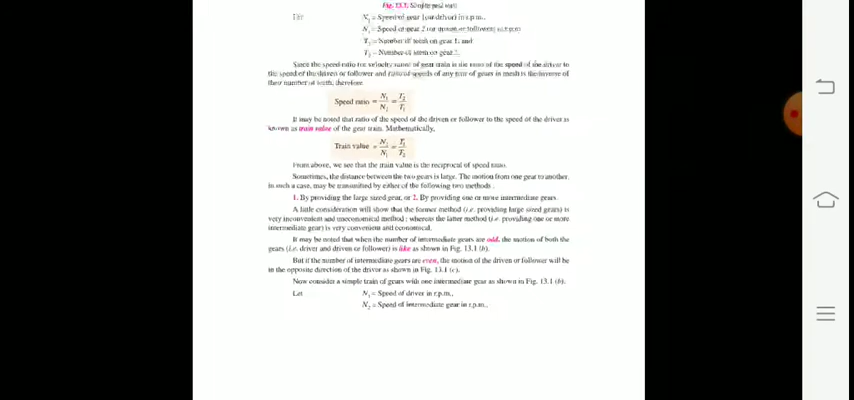 Fig. 13.1. Simple gear train.
Let N₁ = Speed of gear 1(or driver) in r.p.m.,
N₂ = Speed of gear 2 (or driven or follower) in r.p.m.,
T₁ = Number of teeth on gear 1, and
T₂ = Number of teeth on gear 2.
Since the speed ratio (or velocity ratio) of gear train is the ratio of the speed of the driver to
the speed of the driven or follower and ratio of speeds of any pair of gears in mesh is the inverse of
their number of teeth, therefore
Speed ratio = N₁/N₂ = T₂/T₁
It may be noted that ratio of the speed of the driven or follower to the speed of the driver is
known as train value of the gear train. Mathematically,
Train value = N₂/N₁ = T₁/T₂
From above, we see that the train value is the reciprocal of speed ratio.
Sometimes, the distance between the two gears is large. The motion from one gear to another,
in such a case, may be transmitted by either of the following two methods :
1. By providing the large sized gear, or 2. By providing one or more intermediate gears.
A little consideration will show that the former method (i.e. providing large sized gears) is
very inconvenient and uneconomical method ; whereas the latter method (i.e. providing one or more
intermediate gear) is very convenient and economical.
It may be noted that when the number of intermediate gears are odd, the motion of both the
gears (i.e. driver and driven or follower) is like as shown in Fig. 13.1 (b).
But if the number of intermediate gears are even, the motion of the driven or follower will be
in the opposite direction of the driver as shown in Fig. 13.1 (c).
Now consider a simple train of gears with one intermediate gear as shown in Fig. 13.1 (b).
Let N₁ = Speed of driver in r.p.m.,
N₂ = Speed of intermediate gear in r.p.m.,